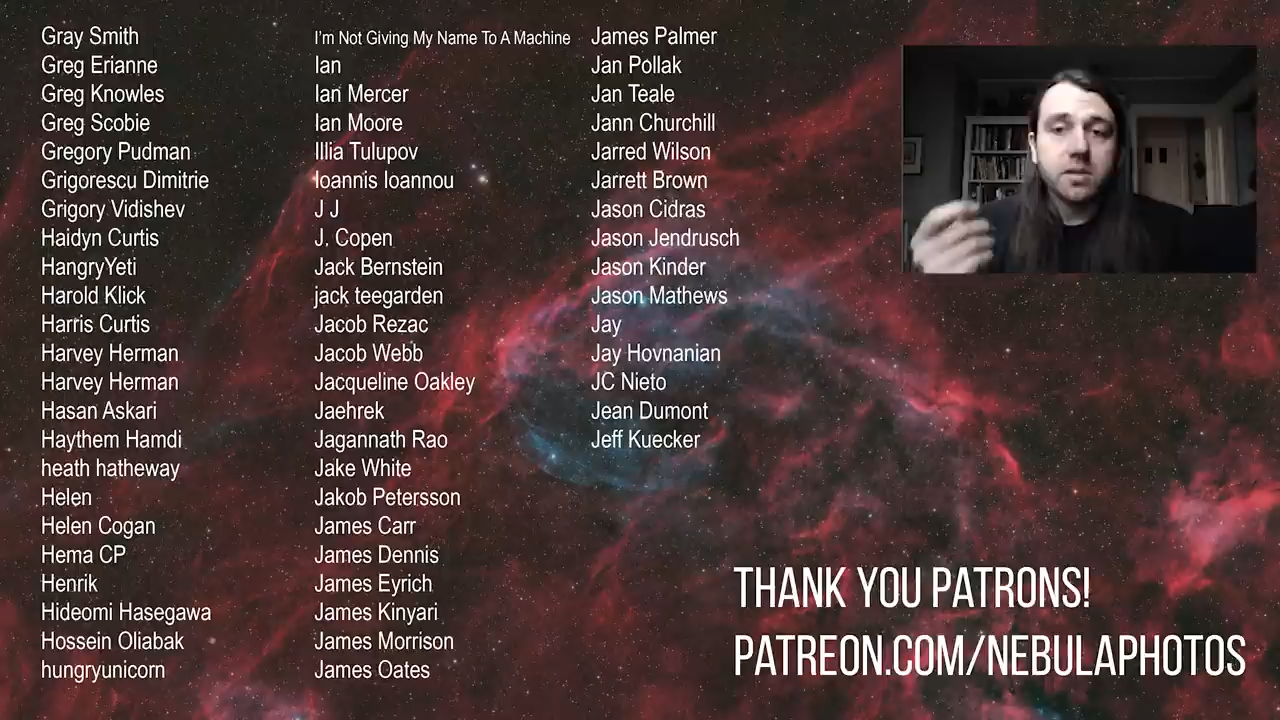 Gray Smith
Greg Erianne
Greg Knowles
Greg Scobie
Gregory Pudman
Grigorescu Dimitrie
Grigory Vidishev
Haidyn Curtis
HangryYeti
Harold Klick
Harris Curtis
Harvey Herman
Harvey Herman
Hasan Askari
Haythem Hamdi
heath hatheway
Helen
Helen Cogan
Hema CP
Henrik
Hideomi Hasegawa
Hossein Oliabak
hungryunicorn
I'm Not Giving My Name To A Machine
Ian
Ian Mercer
Ian Moore
Illia Tulupov
Ioannis Ioannou
J J
J. Copen
Jack Bernstein
jack teegarden
Jacob Rezac
Jacob Webb
Jacqueline Oakley
Jaehrek
Jagannath Rao
Jake White
Jakob Petersson
James Carr
James Dennis
James Eyrich
James Kinyari
James Morrison
James Oates
James Palmer
Jan Pollak
Jan Teale
Jann Churchill
Jarred Wilson
Jarrett Brown
Jason Cidras
Jason Jendrusch
Jason Kinder
Jason Mathews
Jay
Jay Hovnanian
JC Nieto
Jean Dumont
Jeff Kuecker
THANK YOU PATRONS!
PATREON.COM/NEBULAPHOTOS